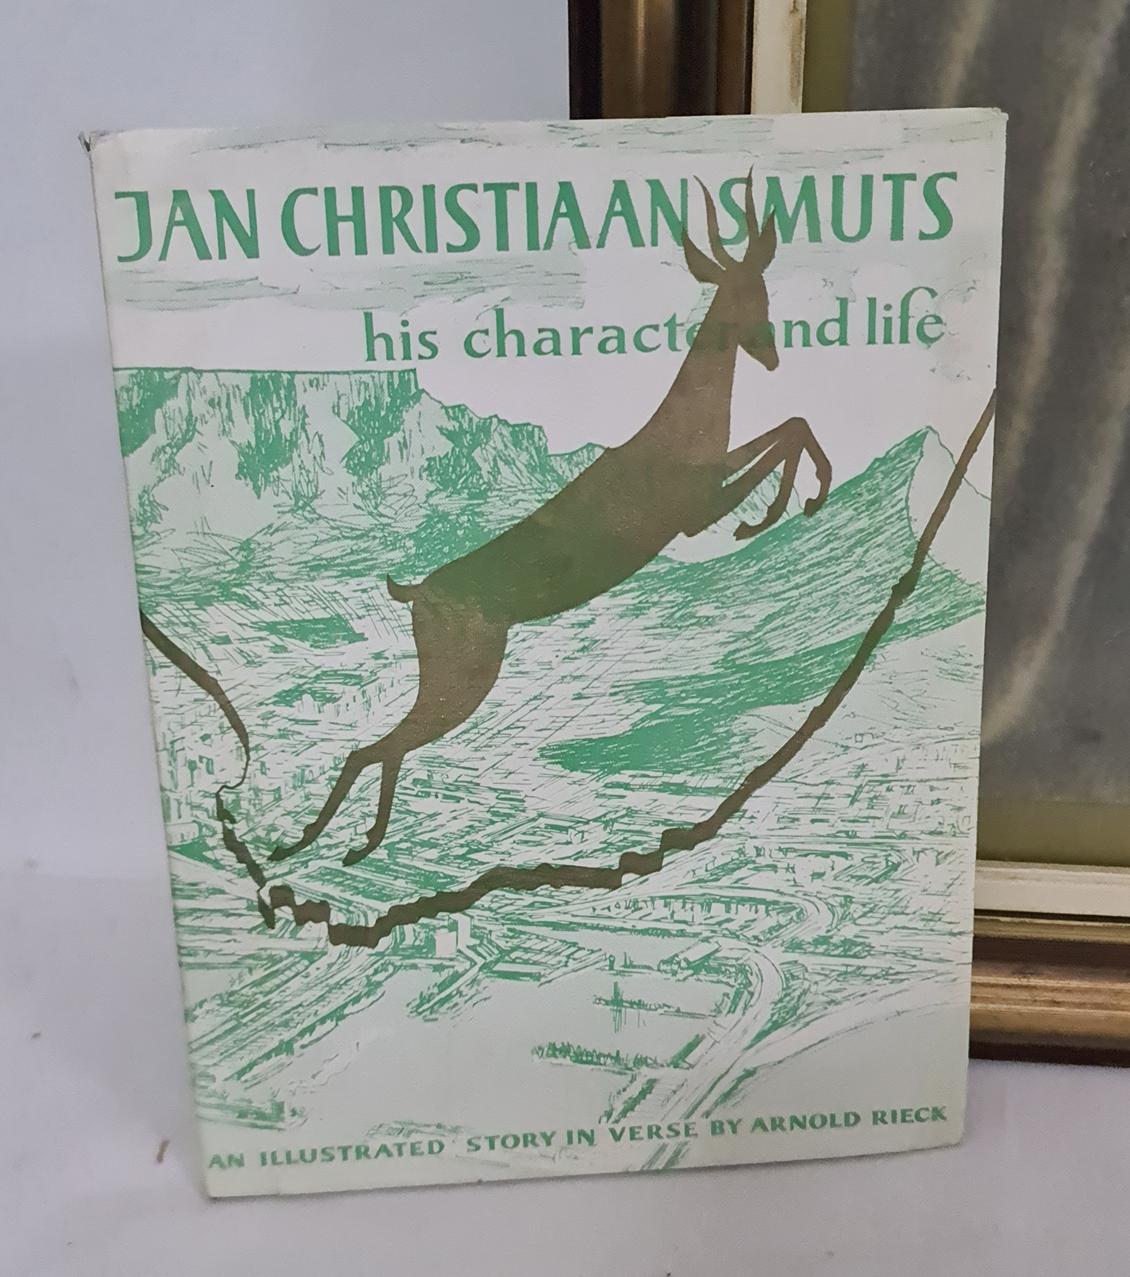 JAN CHRISTIAAN SMUTS
his character and life
AN ILLUSTRATED STORY IN VERSE BY ARNOLD RIECK